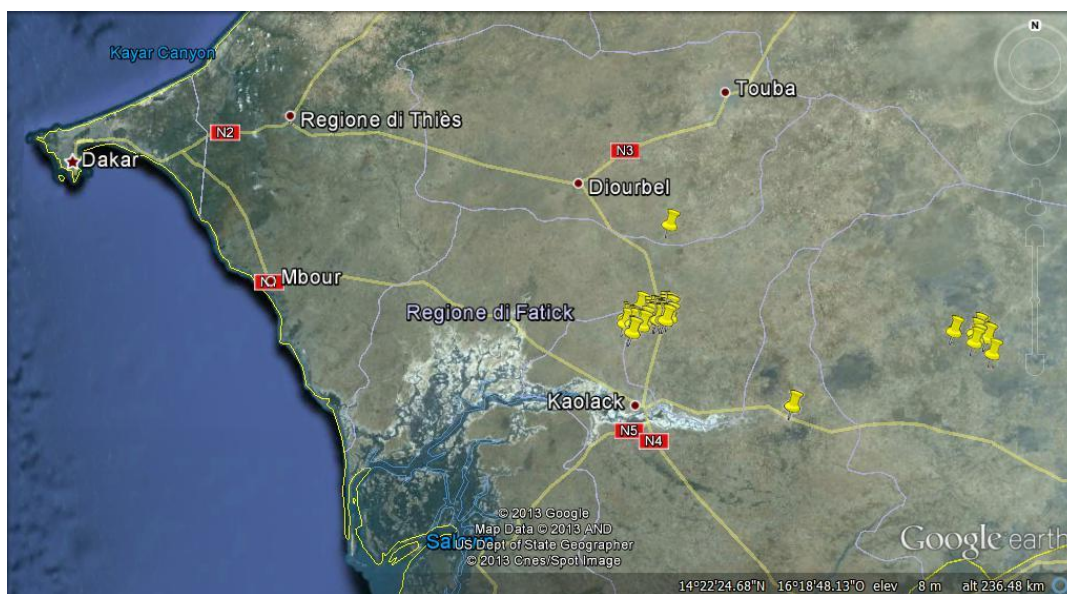 N
Kayar Canyon
Touba
N2
Regione di Thiès
N3
Dakar
Diourbel
Mbour
Regione di Fatick
Kaolack
N5
N4
© 2013 Google
Map Data © 2013 AND
US Dept of State Geographer
© 2013 Cnes/Spot Image
Google earth
14°22'24.68"N 16°18'48.13"O elev 8 m alt 236.48 km